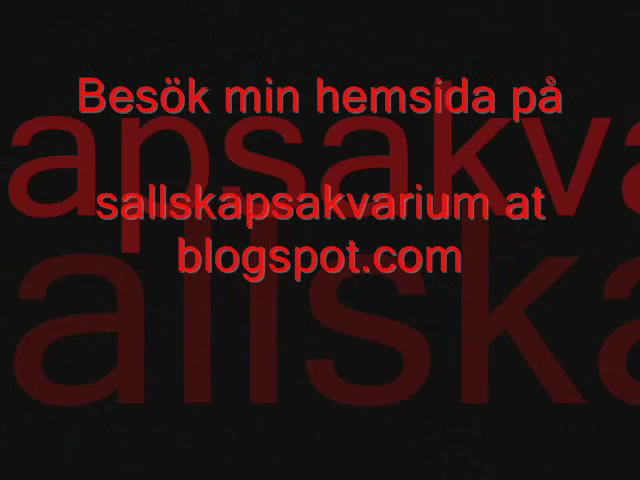 Besök min hemsida på
apsakva
sallskapsakvarium at
blogspot.com
allska